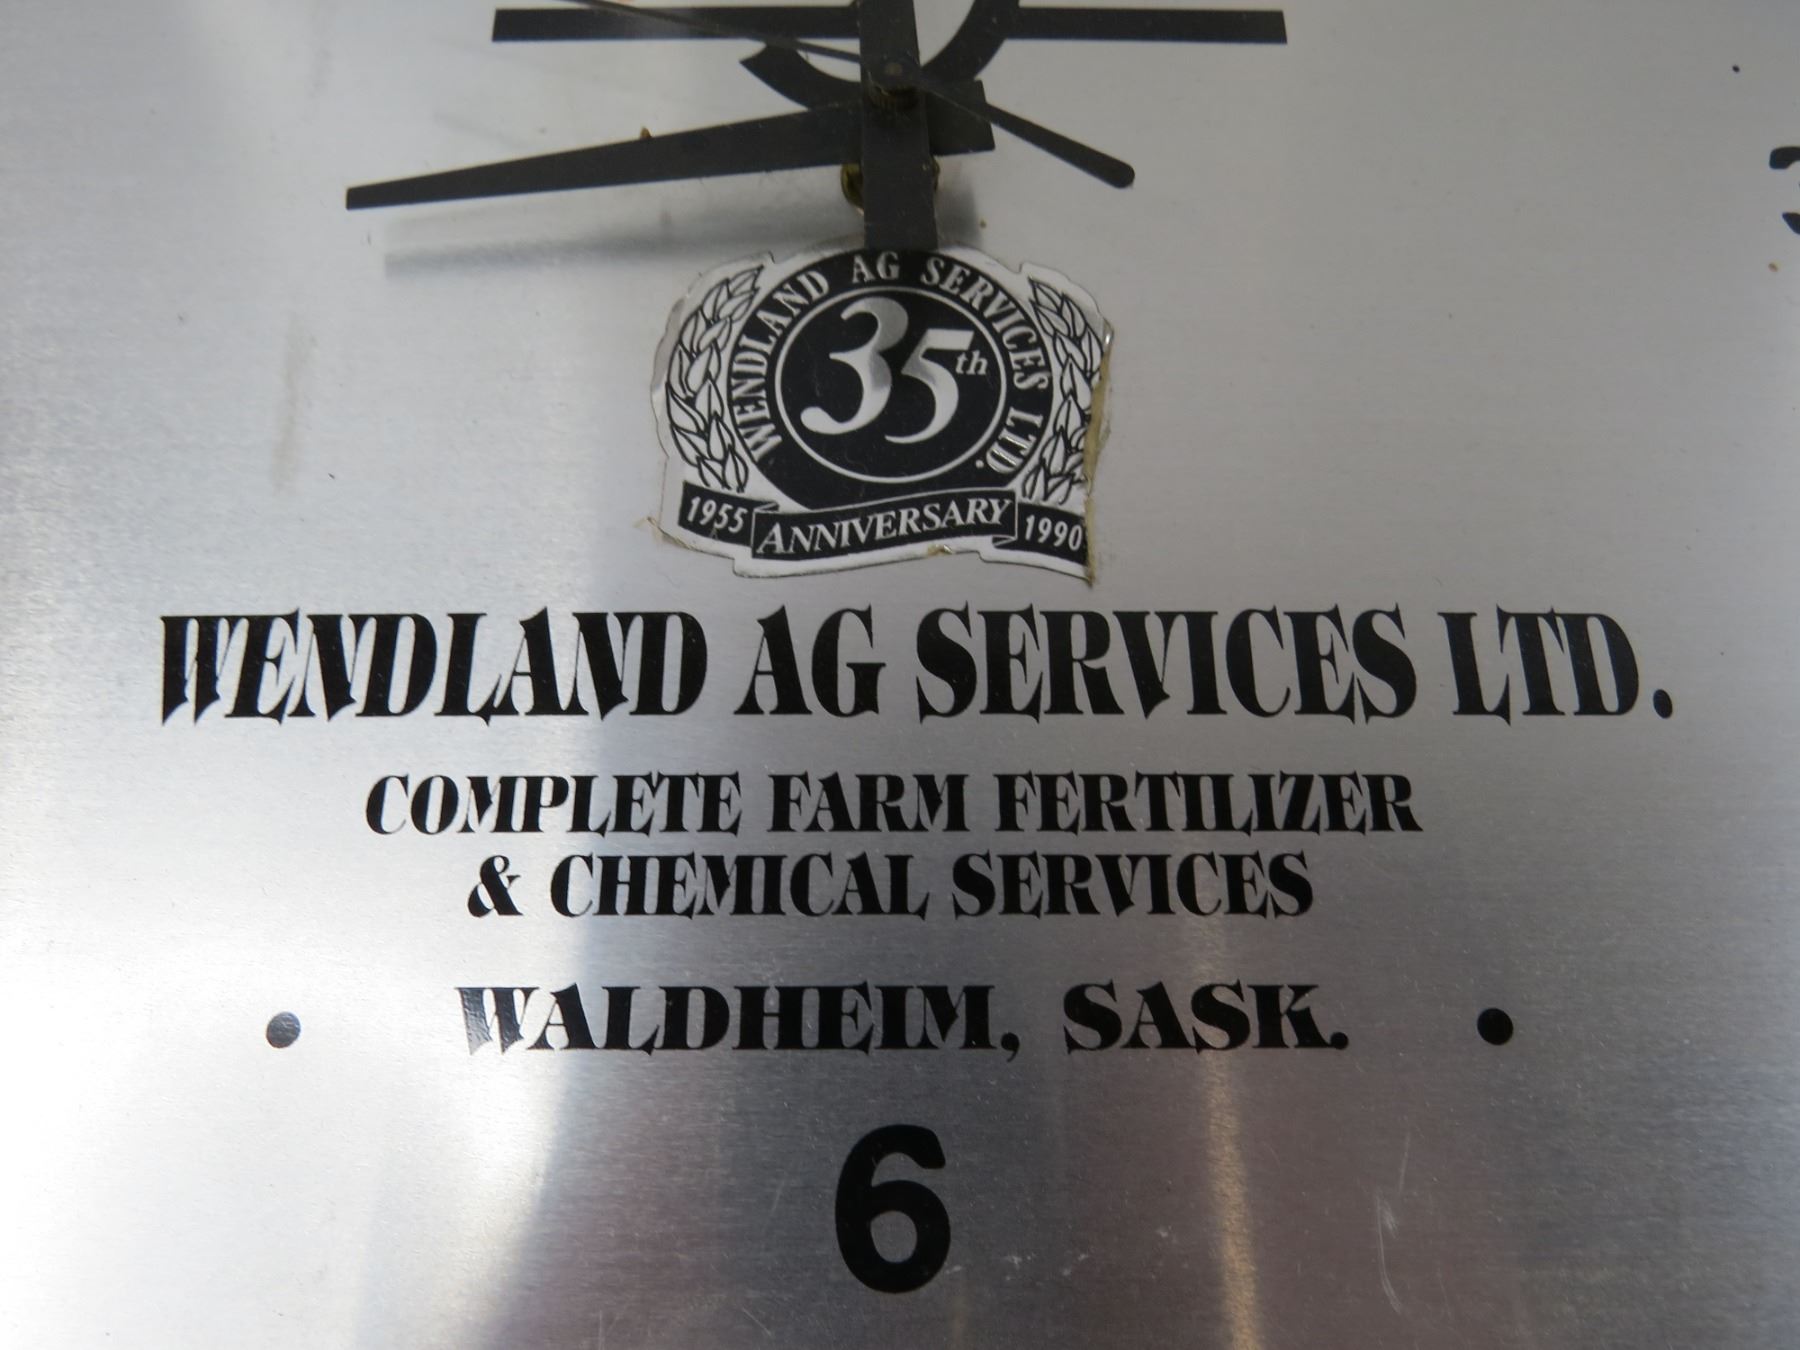 3
WENDLAND AG SERVICES LTD.
35th
1955 ANNIVERSARY 1990
WENDLAND AG SERVICES LTD.
COMPLETE FARM FERTILIZER
& CHEMICAL SERVICES
• WALDHEIM, SASK. •
6